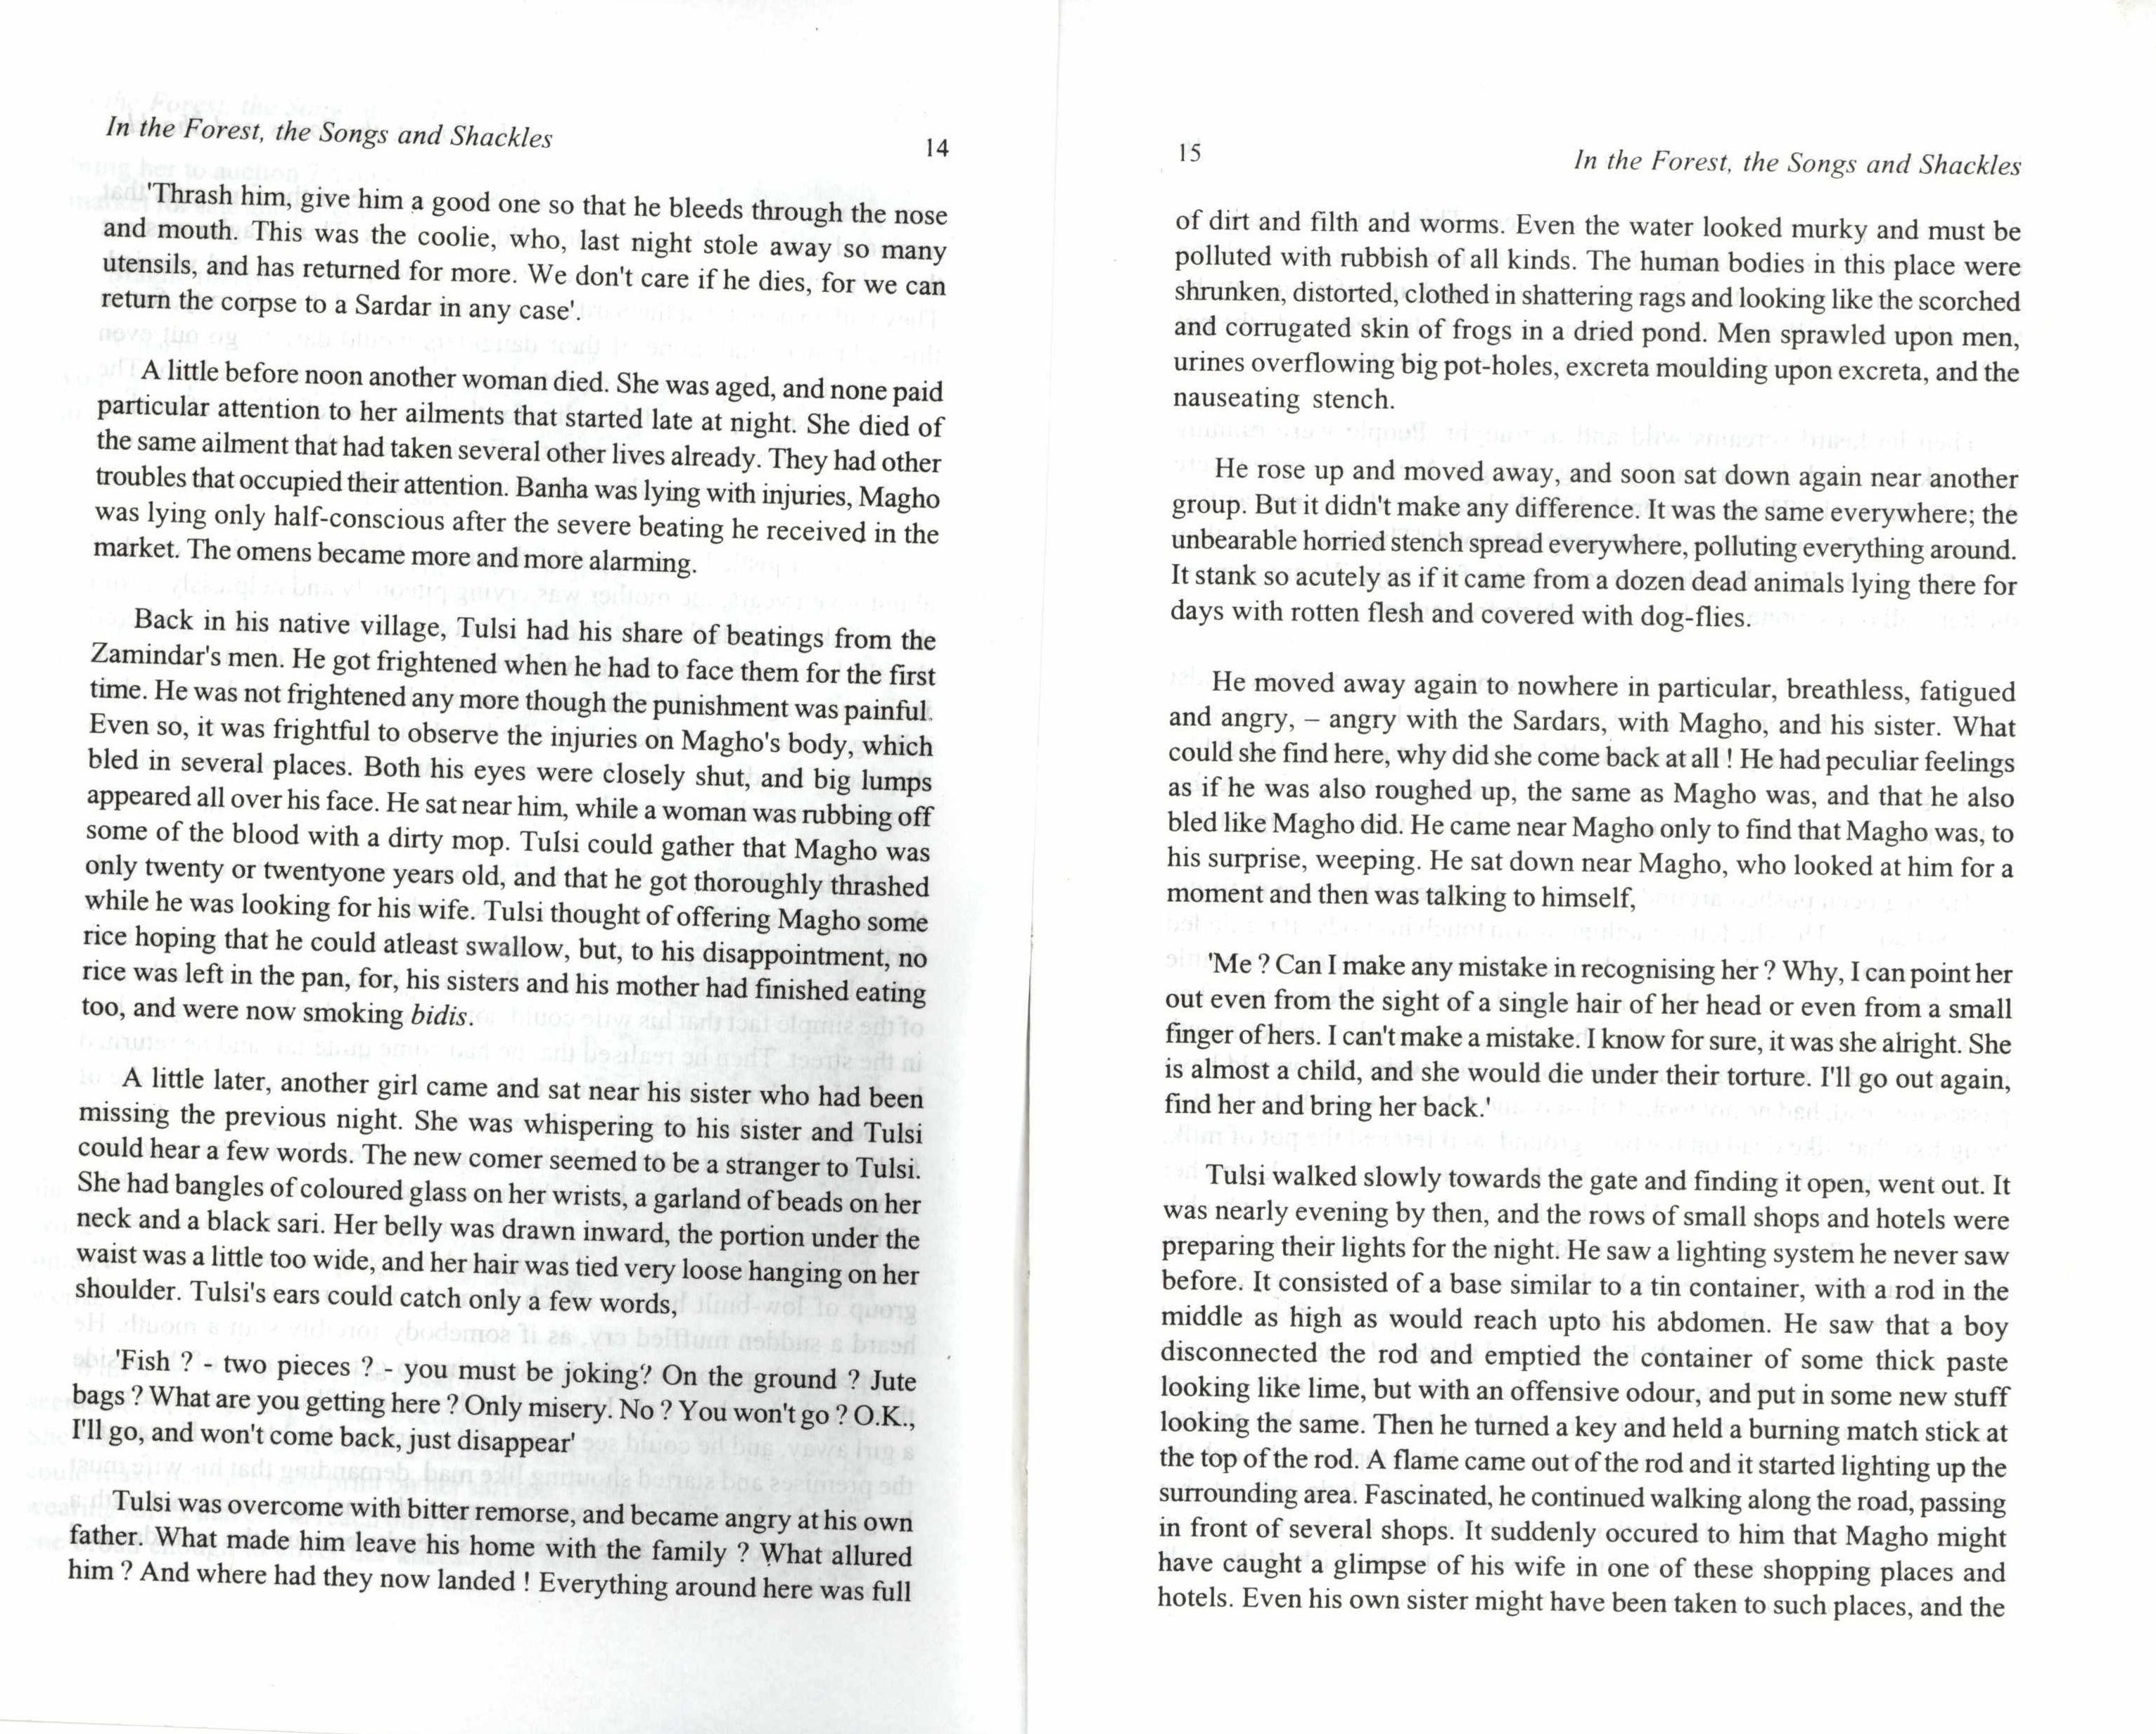 In the Forest, the Songs and Shackles
14
'Thrash him, give him a good one so that he bleeds through the nose
and mouth. This was the coolie, who, last night stole away so many
utensils, and has returned for more. We don't care if he dies, for we can
return the corpse to a Sardar in any case'.
A little before noon another woman died. She was aged, and none paid
particular attention to her ailments that started late at night. She died of
the same ailment that had taken several other lives already. They had other
troubles that occupied their attention. Banha was lying with injuries, Magho
was lying only half-conscious after the severe beating he received in the
market. The omens became more and more alarming.
Back in his native village, Tulsi had his share of beatings from the
Zamindar's men. He got frightened when he had to face them for the first
time. He was not frightened any more though the punishment was painful.
Even so, it was frightful to observe the injuries on Magho's body, which
bled in several places. Both his eyes were closely shut, and big lumps
appeared all over his face. He sat near him, while a woman was rubbing off
some of the blood with a dirty mop. Tulsi could gather that Magho was
only twenty or twentyone years old, and that he got thoroughly thrashed
while he was looking for his wife. Tulsi thought of offering Magho some
rice hoping that he could atleast swallow, but, to his disappointment, no
rice was left in the pan, for, his sisters and his mother had finished eating
too, and were now smoking bidis.
A little later, another girl came and sat near his sister who had been
missing the previous night. She was whispering to his sister and Tulsi
could hear a few words. The new comer seemed to be a stranger to Tulsi.
She had bangles of coloured glass on her wrists, a garland of beads on her
neck and a black sari. Her belly was drawn inward, the portion under the
waist was a little too wide, and her hair was tied very loose hanging on her
shoulder. Tulsi's ears could catch only a few words,
'Fish ? - two pieces ? - you must be joking? On the ground ? Jute
bags ? What are you getting here ? Only misery. No ? You won't go ? O.K.,
I'll go, and won't come back, just disappear'
Tulsi was overcome with bitter remorse, and became angry at his own
father. What made him leave his home with the family ? What allured
him ? And where had they now landed ! Everything around here was full
15
In the Forest, the Songs and Shackles
of dirt and filth and worms. Even the water looked murky and must be
polluted with rubbish of all kinds. The human bodies in this place were
shrunken, distorted, clothed in shattering rags and looking like the scorched
and corrugated skin of frogs in a dried pond. Men sprawled upon men,
urines overflowing big pot-holes, excreta moulding upon excreta, and the
nauseating stench.
He rose up and moved away, and soon sat down again near another
group. But it didn't make any difference. It was the same everywhere; the
unbearable horried stench spread everywhere, polluting everything around.
It stank so acutely as if it came from a dozen dead animals lying there for
days with rotten flesh and covered with dog-flies.
He moved away again to nowhere in particular, breathless, fatigued
and angry, – angry with the Sardars, with Magho, and his sister. What
could she find here, why did she come back at all ! He had peculiar feelings
as if he was also roughed up, the same as Magho was, and that he also
bled like Magho did. He came near Magho only to find that Magho was, to
his surprise, weeping. He sat down near Magho, who looked at him for a
moment and then was talking to himself,
'Me ? Can I make any mistake in recognising her ? Why, I can point her
out even from the sight of a single hair of her head or even from a small
finger of hers. I can't make a mistake. I know for sure, it was she alright. She
is almost a child, and she would die under their torture. I'll go out again,
find her and bring her back.'
Tulsi walked slowly towards the gate and finding it open, went out. It
was nearly evening by then, and the rows of small shops and hotels were
preparing their lights for the night. He saw a lighting system he never saw
before. It consisted of a base similar to a tin container, with a rod in the
middle as high as would reach upto his abdomen. He saw that a boy
disconnected the rod and emptied the container of some thick paste
looking like lime, but with an offensive odour, and put in some new stuff
looking the same. Then he turned a key and held a burning match stick at
the top of the rod. A flame came out of the rod and it started lighting up the
surrounding area. Fascinated, he continued walking along the road, passing
in front of several shops. It suddenly occured to him that Magho might
have caught a glimpse of his wife in one of these shopping places and
hotels. Even his own sister might have been taken to such places, and the